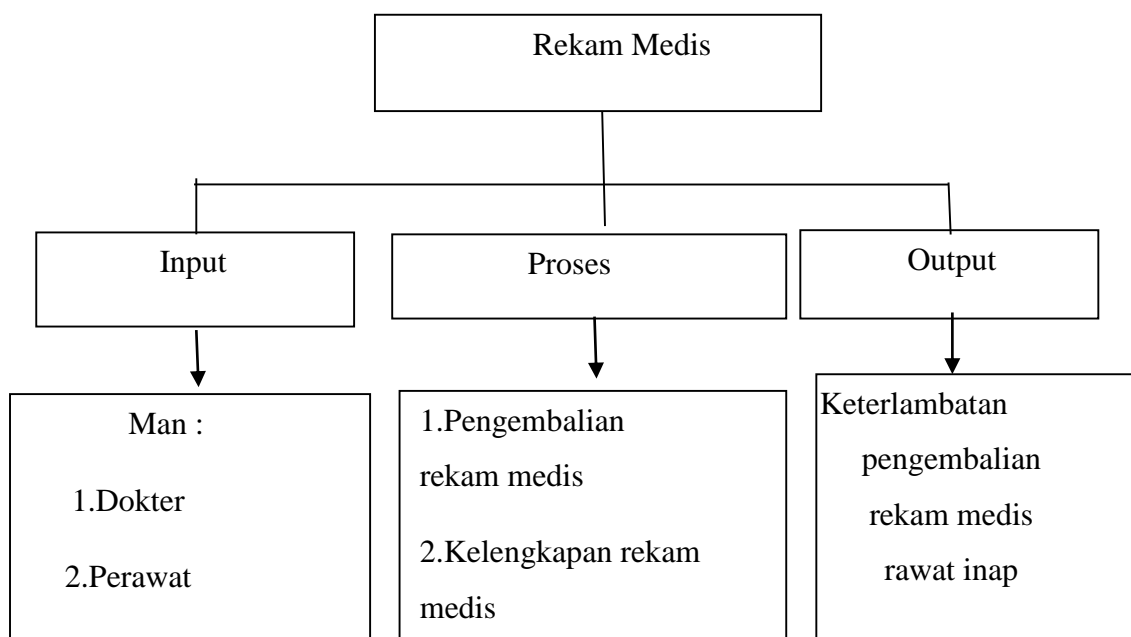 Rekam Medis
Input
Proses
Output
Man :
1.Dokter
2.Perawat
1.Pengembalian
rekam medis
2.Kelengkapan rekam
medis
Keterlambatan
pengembalian
rekam medis
rawat inap